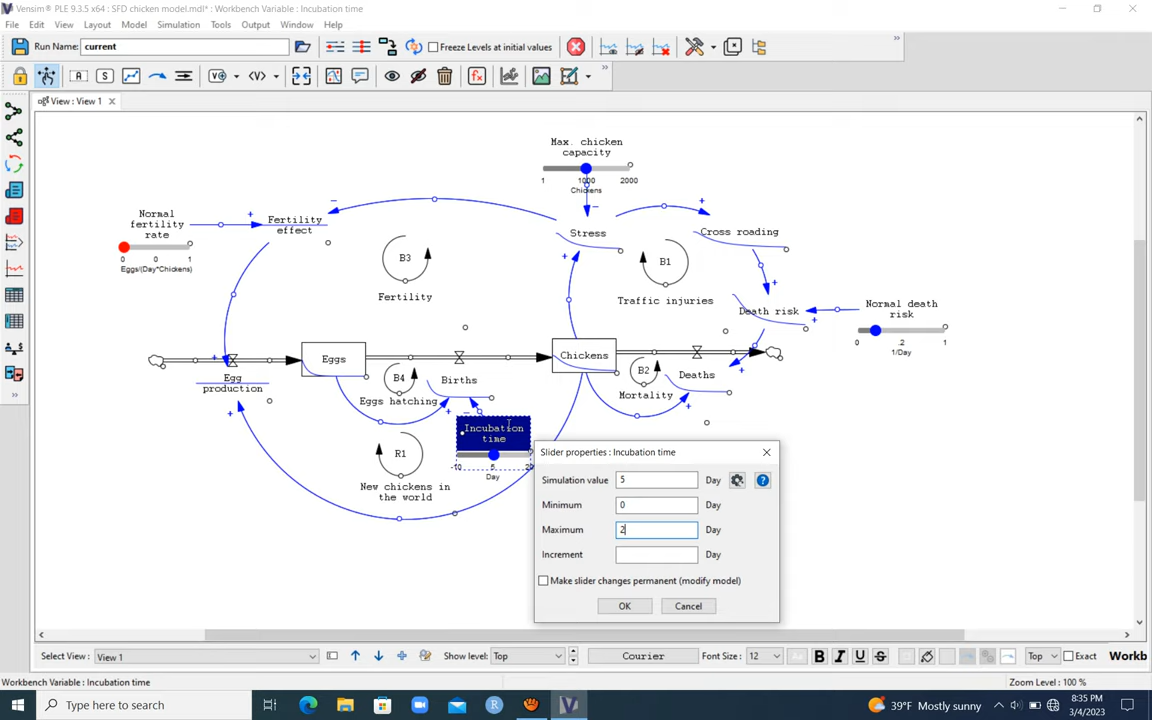 Vensim® PLE 9.3.5 x64 : SFD chicken model.mdl* : Workbench Variable : Incubation time
File Edit View Layout Model Simulation Tools Output Window Help
Run Name: current Freeze Levels at initial values
View : View 1
Max. chicken
capacity
1 1000 2000
Chickens
Normal
fertility
rate
0 0 1
Eggs/(Day*Chickens)
Fertility
effect
Stress
Cross roading
B3
Fertility
B1
Traffic injuries
Death risk
Normal death
risk
0 .2 1
1/Day
Eggs
Chickens
Egg
production
B4
Eggs hatching
Births
B2
Mortality
Deaths
Incubation
time
-10 5 20
Day
R1
New chickens in
the world
Slider properties : Incubation time
Simulation value 5 Day
Minimum 0 Day
Maximum 2 Day
Increment Day
Make slider changes permanent (modify model)
OK Cancel
Select View: View 1 Show level: Top Courier Font Size: 12 B I U S Top Exact Workb
Workbench Variable : Incubation time Zoom Level: 100 %
Type here to search
39°F Mostly sunny
8:35 PM
3/4/2023